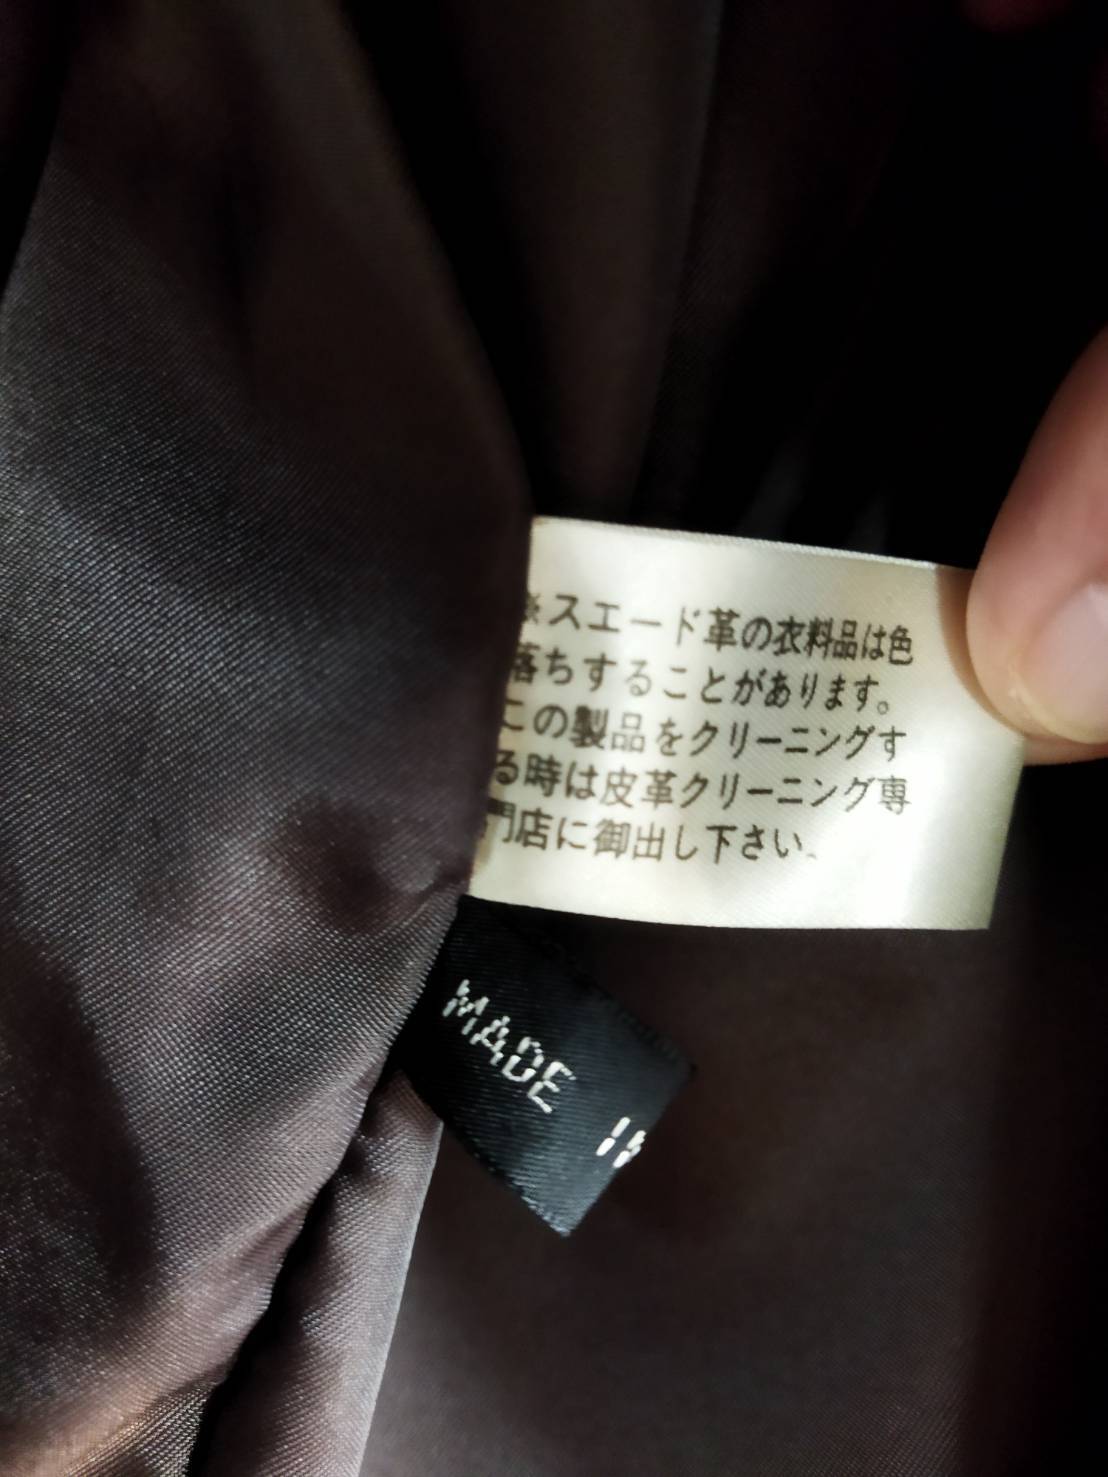 ※スエード革の衣料品は色
落ちすることがあります。
この製品をクリーニングす
る時は皮革クリーニング専
門店に御出し下さい。
MADE